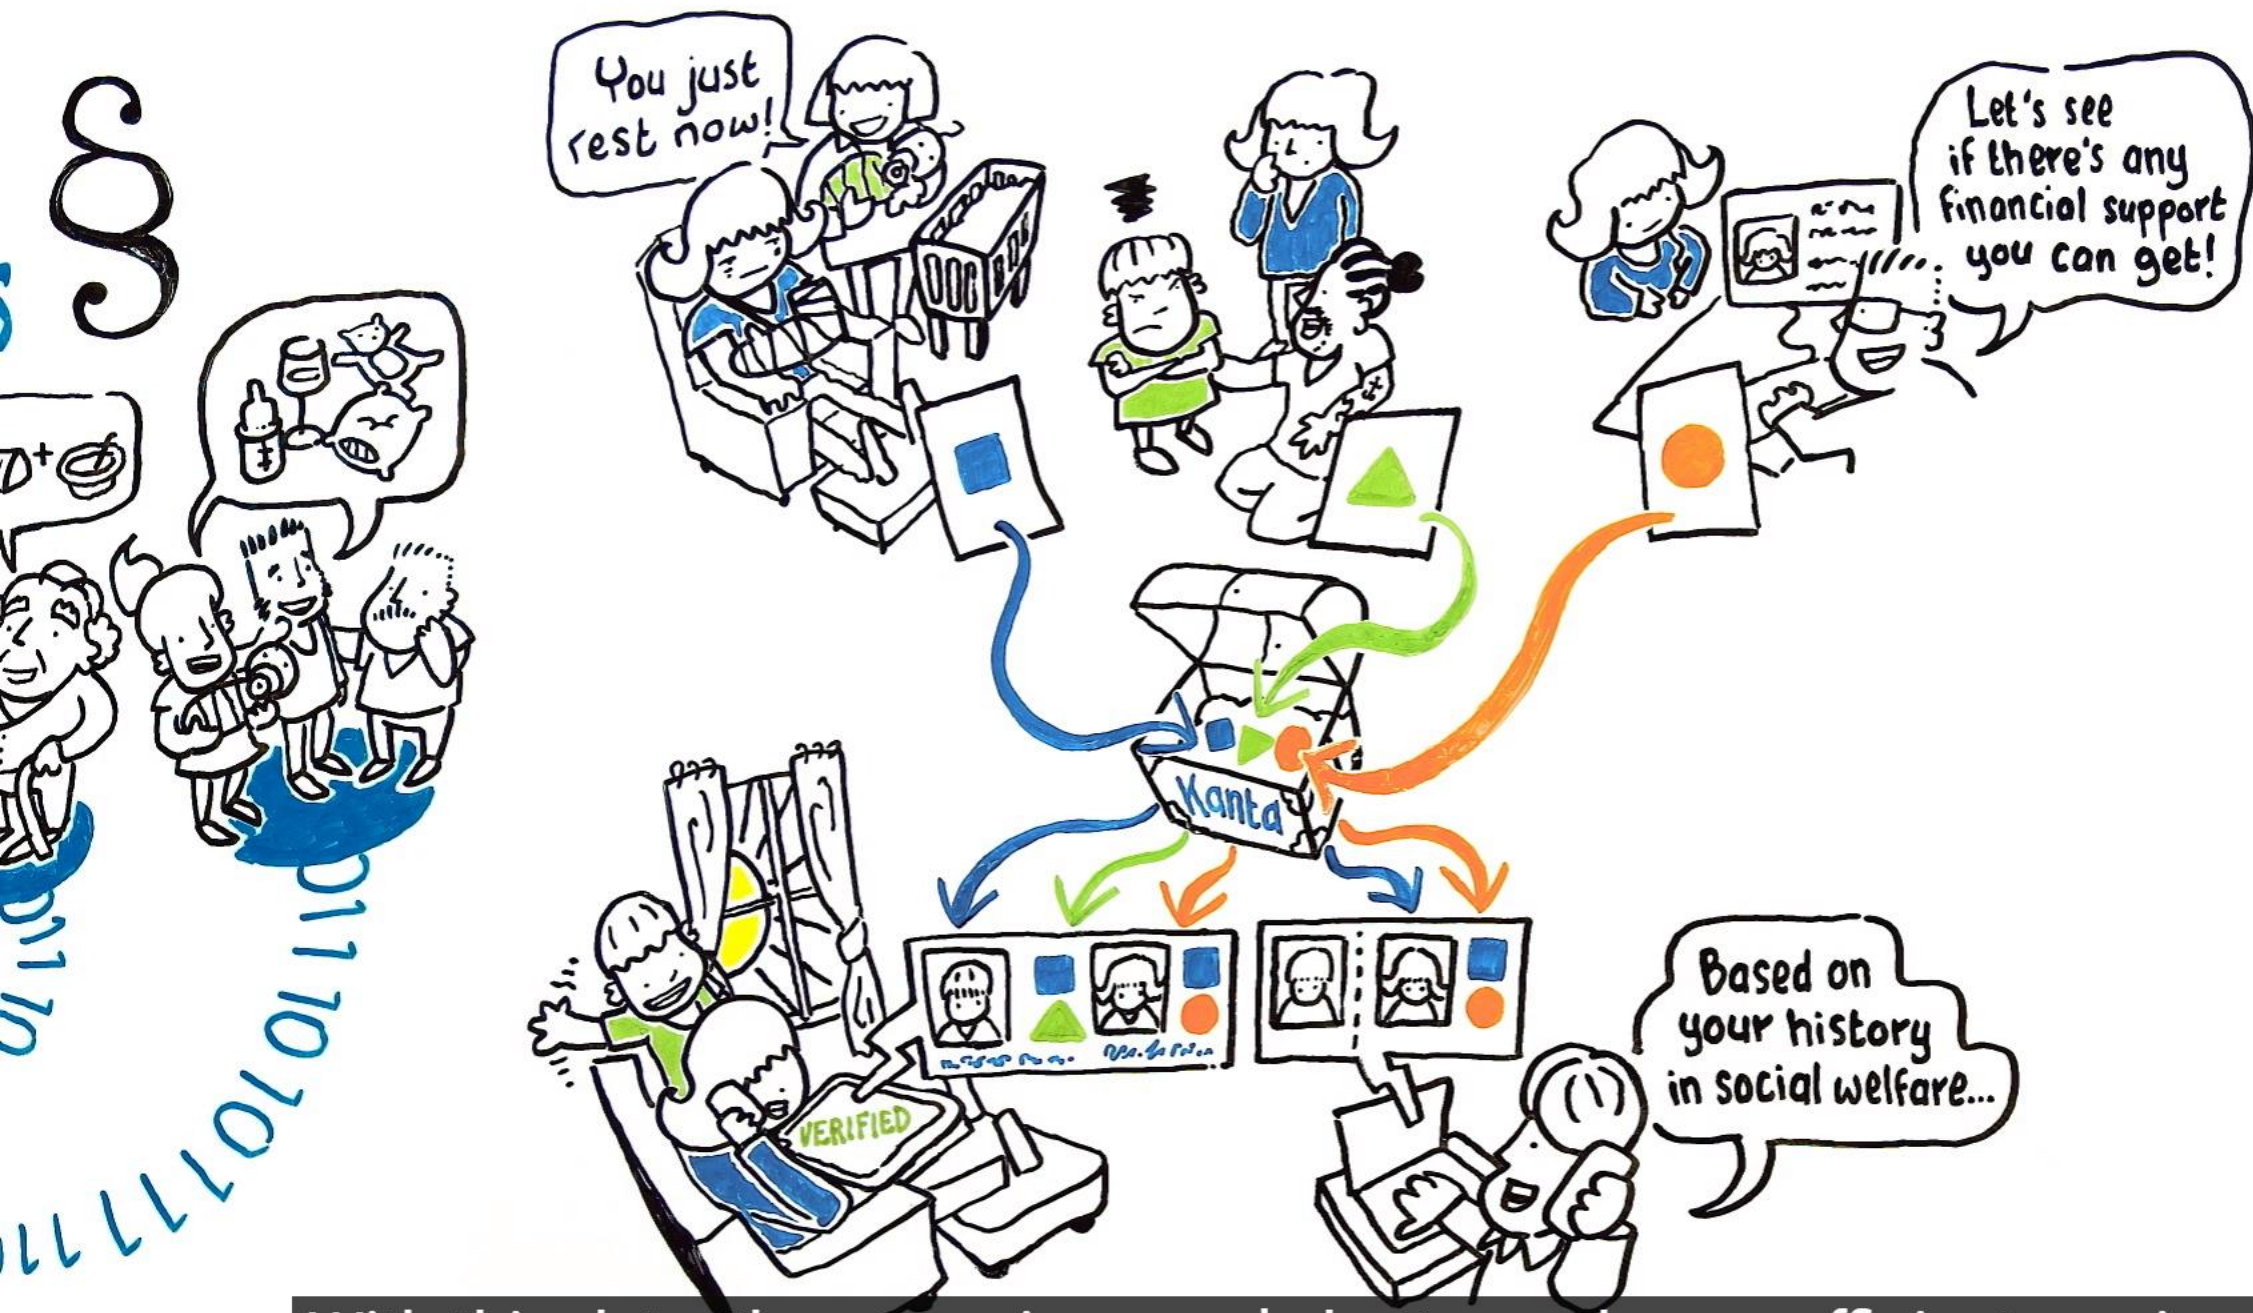 §
You just
rest now!
Let's see
if there's any
financial support
you can get!
Kanta
VERIFIED
Based on
your history
in social welfare...